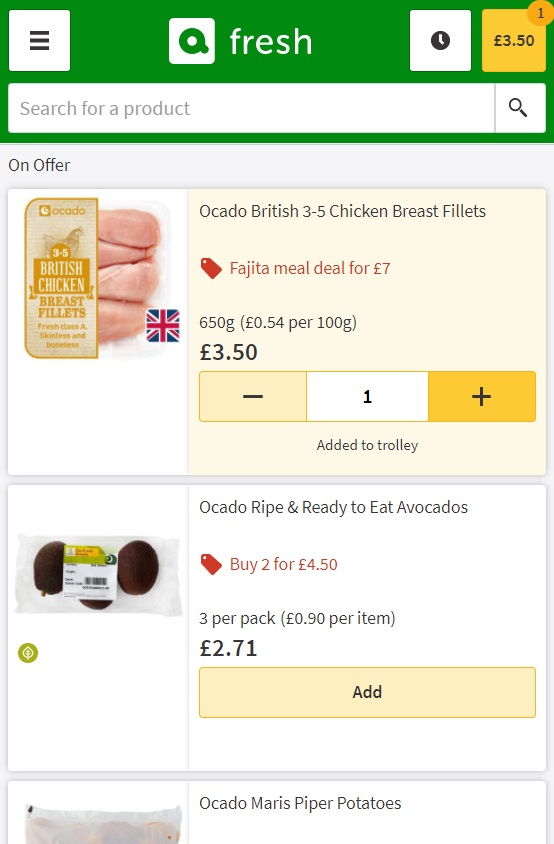 fresh
1
£3.50
Search for a product
On Offer
ocado
3-5
BRITISH
CHICKEN
BREAST
FILLETS
Fresh class A.
Skinless and
boneless
Ocado British 3-5 Chicken Breast Fillets
Fajita meal deal for £7
650g (£0.54 per 100g)
£3.50
1
Added to trolley
Ocado Ripe & Ready to Eat Avocados
Buy 2 for £4.50
3 per pack (£0.90 per item)
£2.71
Add
Ocado Maris Piper Potatoes